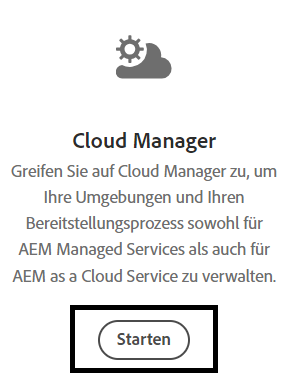 Cloud Manager
Greifen Sie auf Cloud Manager zu, um
Ihre Umgebungen und Ihren
Bereitstellungsprozess sowohl für
AEM Managed Services als auch für
AEM as a Cloud Service zu verwalten.
Starten